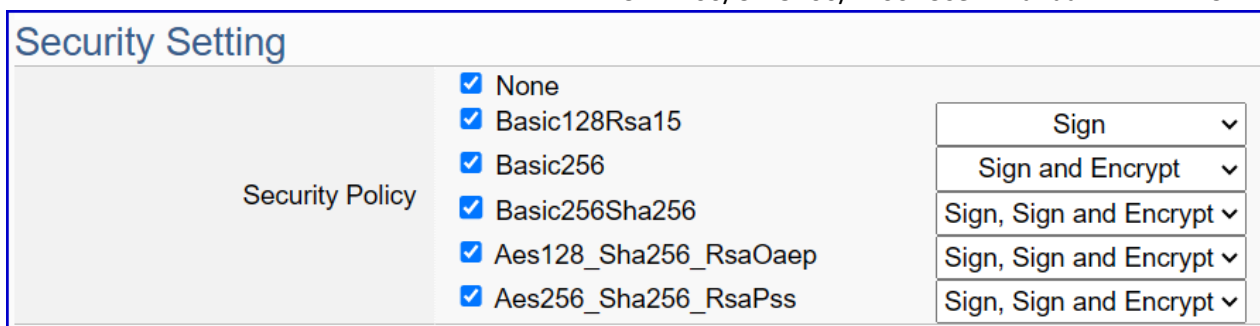 Security Setting
None
Basic128Rsa15 Sign
Basic256 Sign and Encrypt
Security Policy
Basic256Sha256 Sign, Sign and Encrypt
Aes128_Sha256_RsaOaep Sign, Sign and Encrypt
Aes256_Sha256_RsaPss Sign, Sign and Encrypt